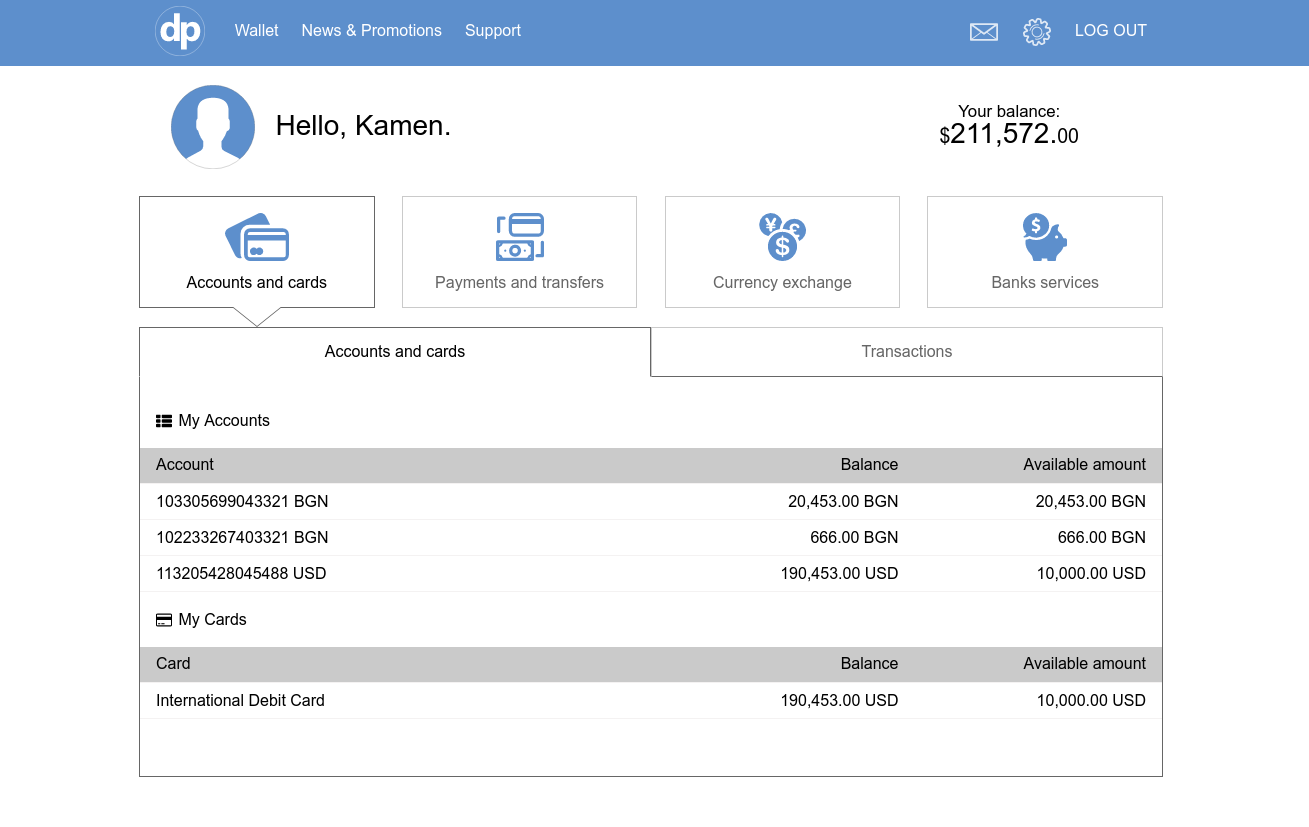 dp Wallet News & Promotions Support LOG OUT
Hello, Kamen.
Your balance:
$211,572.00
¥ £ $ $
Accounts and cards Payments and transfers Currency exchange Banks services
Accounts and cards Transactions
My Accounts
Account Balance Available amount
103305699043321 BGN 20,453.00 BGN 20,453.00 BGN
102233267403321 BGN 666.00 BGN 666.00 BGN
113205428045488 USD 190,453.00 USD 10,000.00 USD
My Cards
Card Balance Available amount
International Debit Card 190,453.00 USD 10,000.00 USD